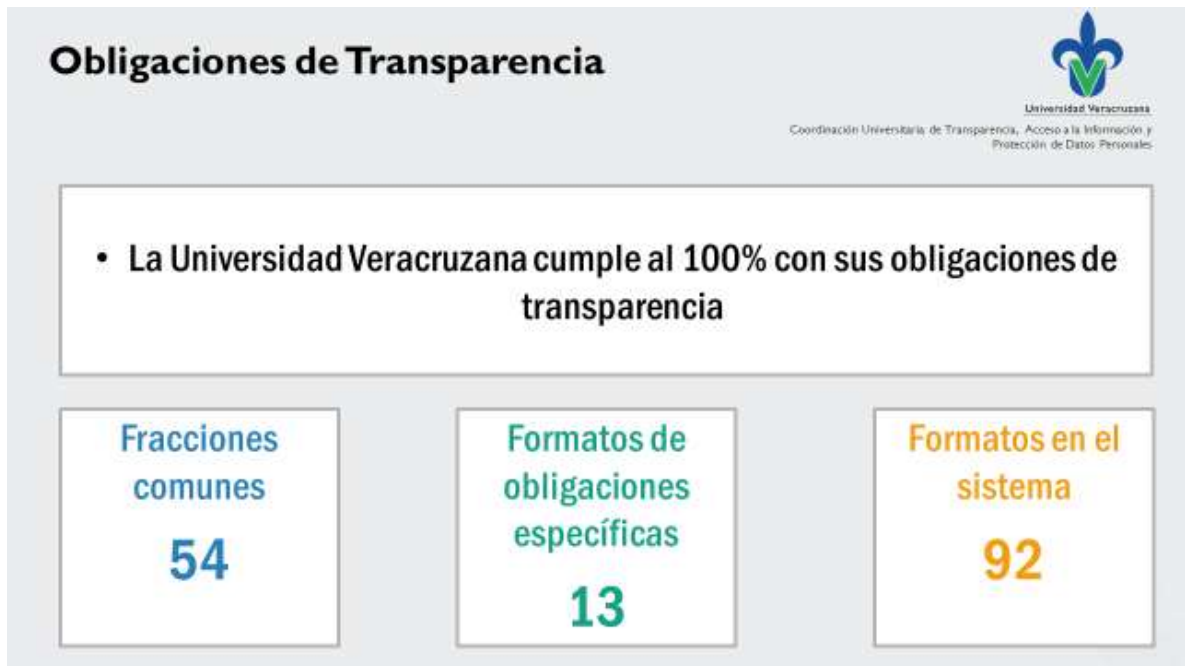 Obligaciones de Transparencia
Universidad Veracruzana
Coordinación Universitaria de Transparencia, Acceso a la Información y
Protección de Datos Personales
• La Universidad Veracruzana cumple al 100% con sus obligaciones de
transparencia
Fracciones
comunes
54
Formatos de
obligaciones
específicas
13
Formatos en el
sistema
92